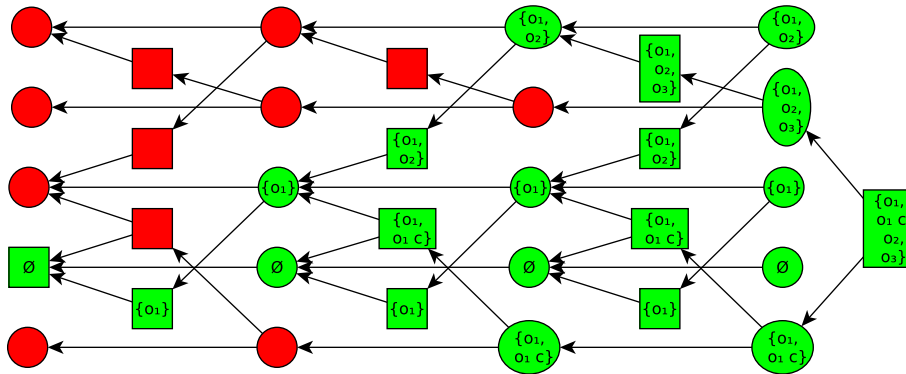 {o₁,
o₂}
{o₁,
o₂}
{o₁,
o₂,
o₃}
{o₁,
o₂,
o₃}
{o₁,
o₂}
{o₁,
o₂}
{o₁}
{o₁}
{o₁}
{o₁,
o₁ c}
{o₁,
o₁ c}
{o₁,
o₁ c
o₂,
o₃}
Ø
Ø
Ø
Ø
{o₁}
{o₁}
{o₁}
{o₁,
o₁ c}
{o₁,
o₁ c}